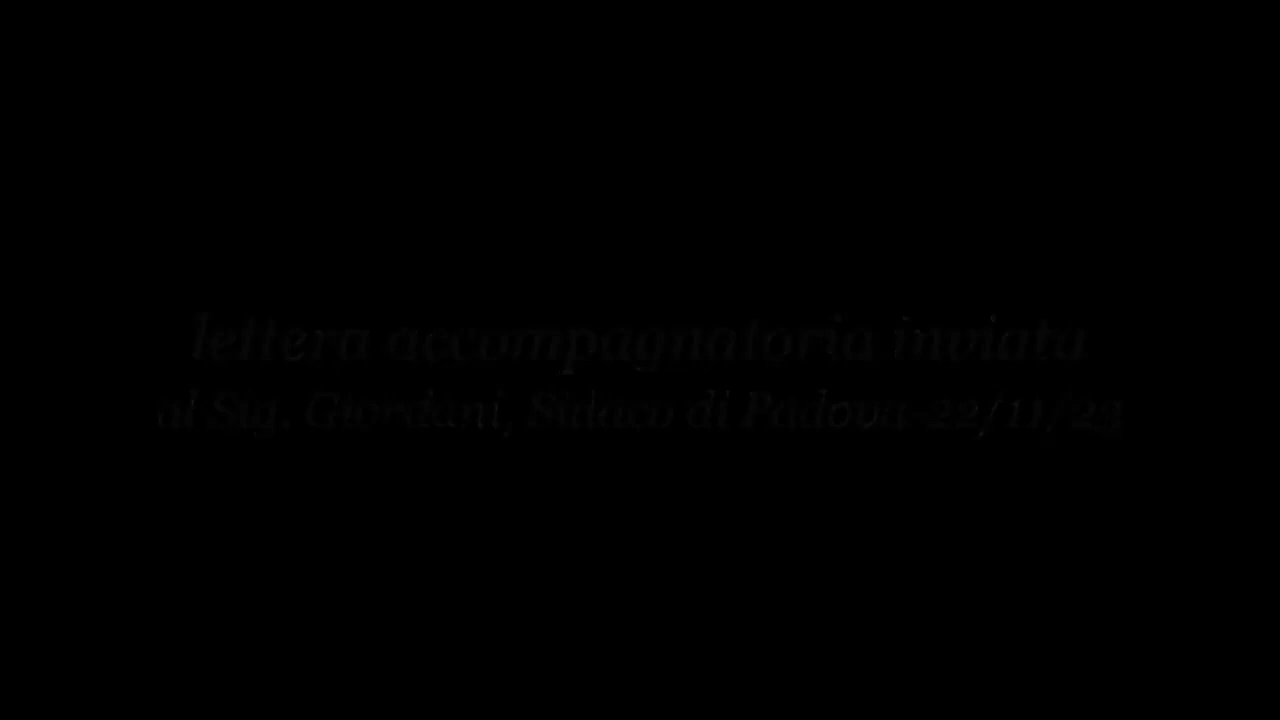 lettera accompagnatoria inviata
al Sig. Giordani, Sidaco di Padova-22/11/23